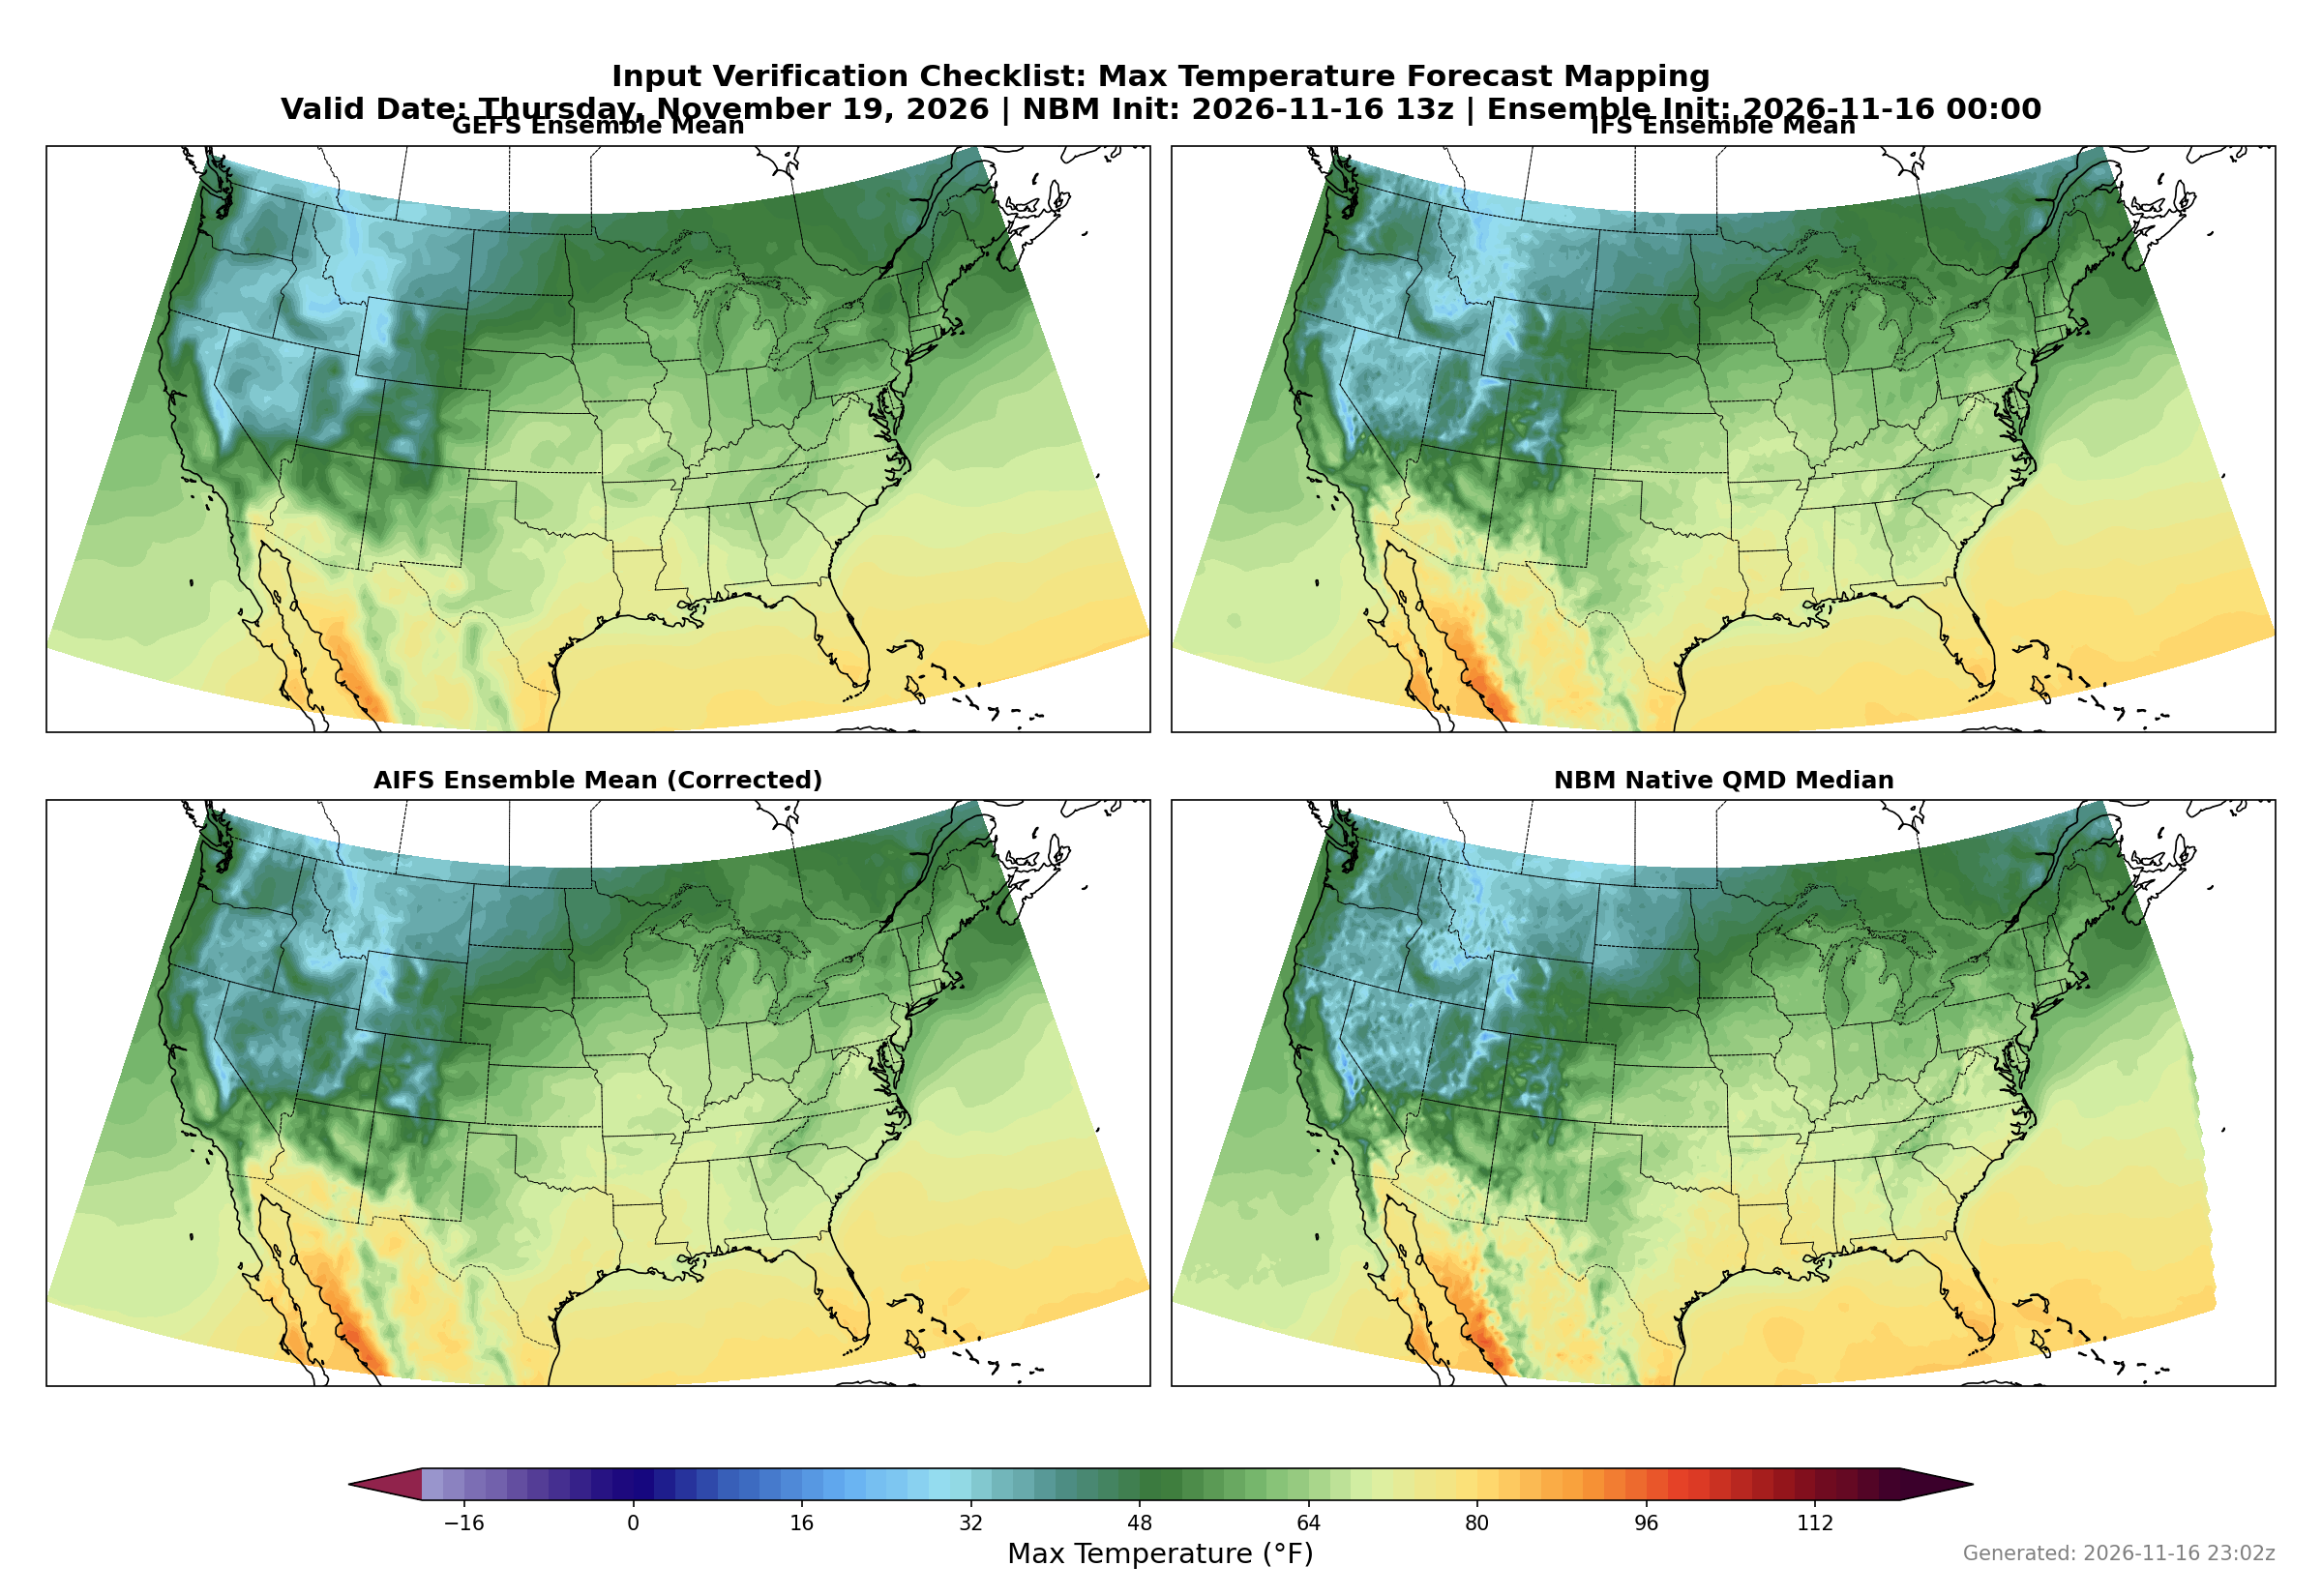 Input Verification Checklist: Max Temperature Forecast Mapping
Valid Date: Thursday, November 19, 2026 | NBM Init: 2026-11-16 13z | Ensemble Init: 2026-11-16 00:00
GEFS Ensemble Mean
IFS Ensemble Mean
AIFS Ensemble Mean (Corrected)
NBM Native QMD Median
−16 0 16 32 48 64 80 96 112
Max Temperature (°F)
Generated: 2026-11-16 23:02z